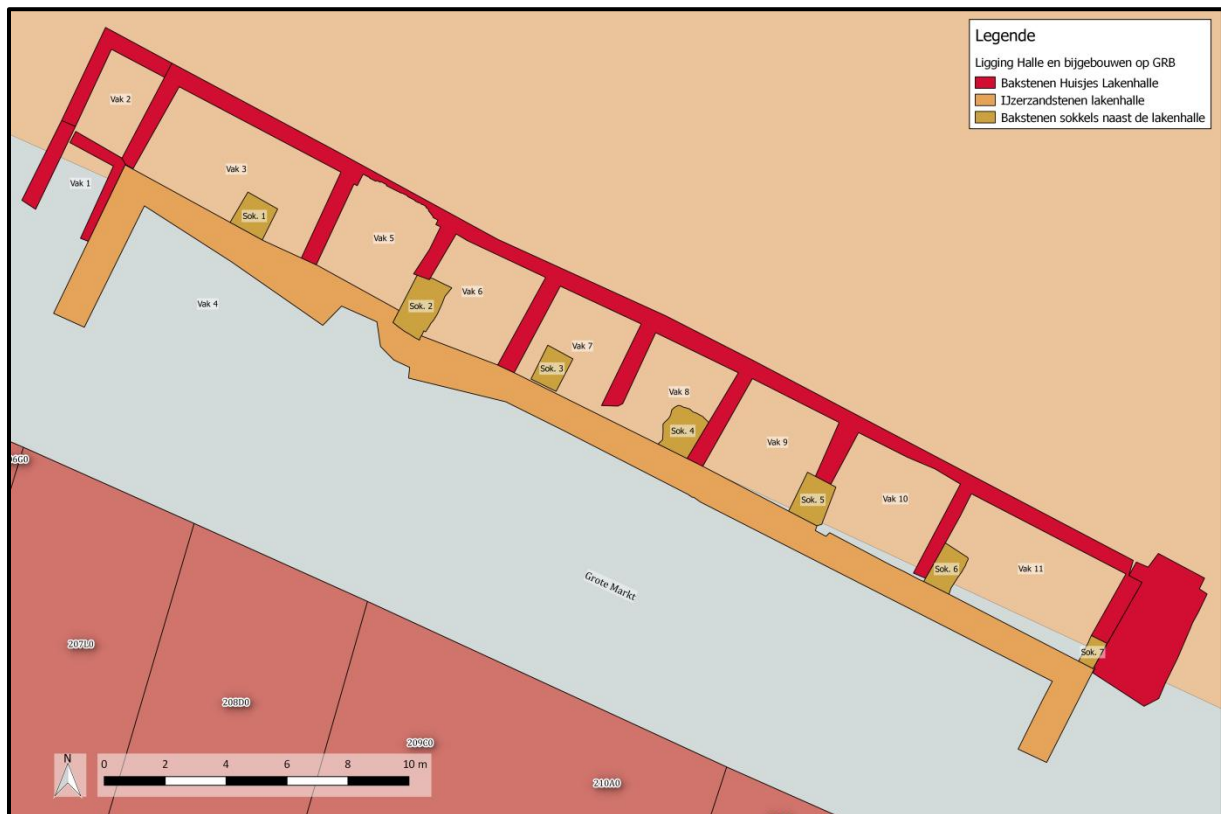 Legende
Ligging Halle en bijgebouwen op GRB
Bakstenen Huisjes Lakenhalle
IJzerzandstenen lakenhalle
Bakstenen sokkels naast de lakenhalle
Vak 2
Vak 1
Vak 3
Sok. 1
Vak 5
Vak 4
Sok. 2
Vak 6
Vak 7
Sok. 3
Vak 8
Sok. 4
Vak 9
Sok. 5
Vak 10
Sok. 6
Vak 11
Sok. 7
Grote Markt
6G0
207L0
208D0
209C0
210A0
N
0 2 4 6 8 10 m